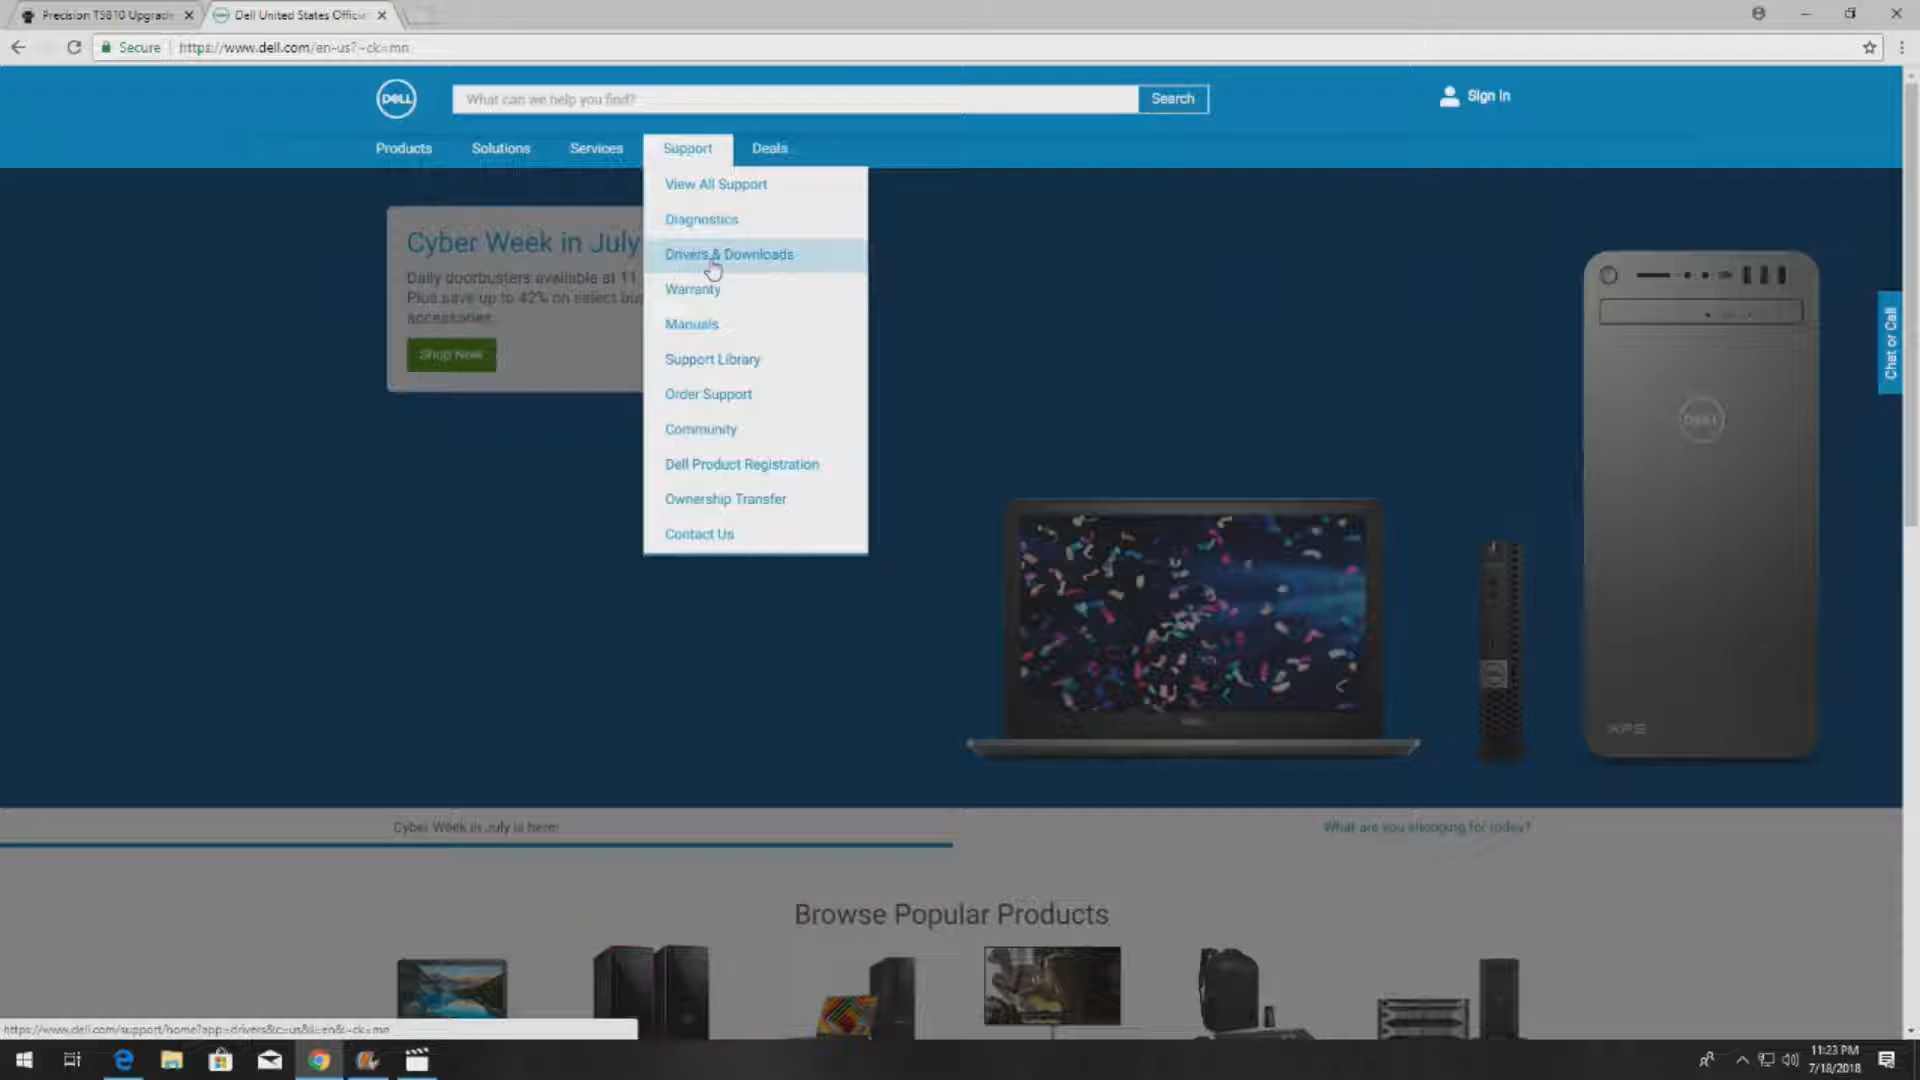 Precision T5810 Upgrade
Dell United States Officia
Secure
https://www.dell.com/en-us?~ck=mn
DELL
What can we help you find?
Search
Sign In
Products
Solutions
Services
Support
Deals
View All Support
Diagnostics
Drivers & Downloads
Warranty
Manuals
Support Library
Order Support
Community
Dell Product Registration
Ownership Transfer
Contact Us
Cyber Week in July
Daily doorbusters available at 11
Plus save up to 42% on select bus
accessories.
Shop Now
Chat or Call
DELL
XPS
Cyber Week in July is here!
What are you shopping for today?
Browse Popular Products
https://www.dell.com/support/home?app=drivers&c=us&l=en&~ck=mn
11:23 PM
7/18/2018